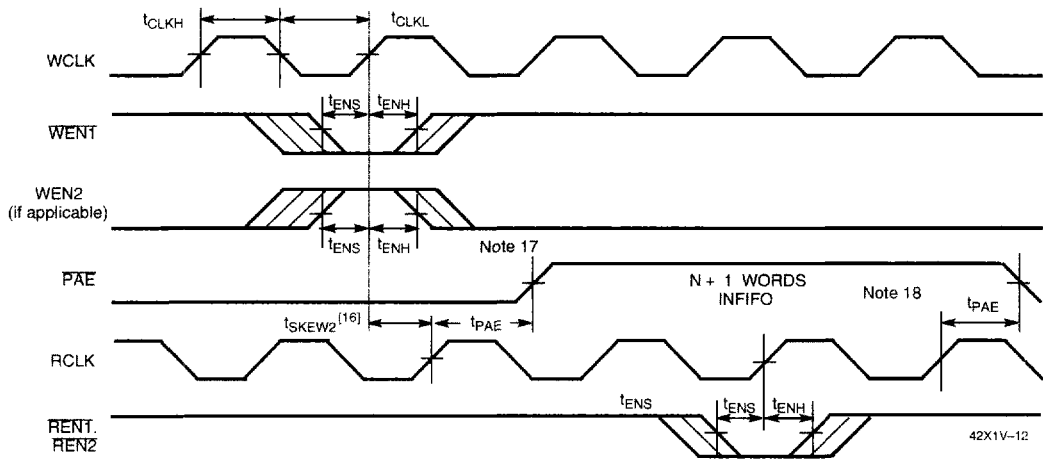 tCLKH tCLKL
WCLK
tENS tENH
WEN1
WEN2
(if applicable)
tENS tENH
Note 17
PAE
N + 1 WORDS
INFIFO
Note 18
tPAE
tSKEW2 [16] tPAE
RCLK
tENS tENS tENH
REN1.
REN2
42X1V–12